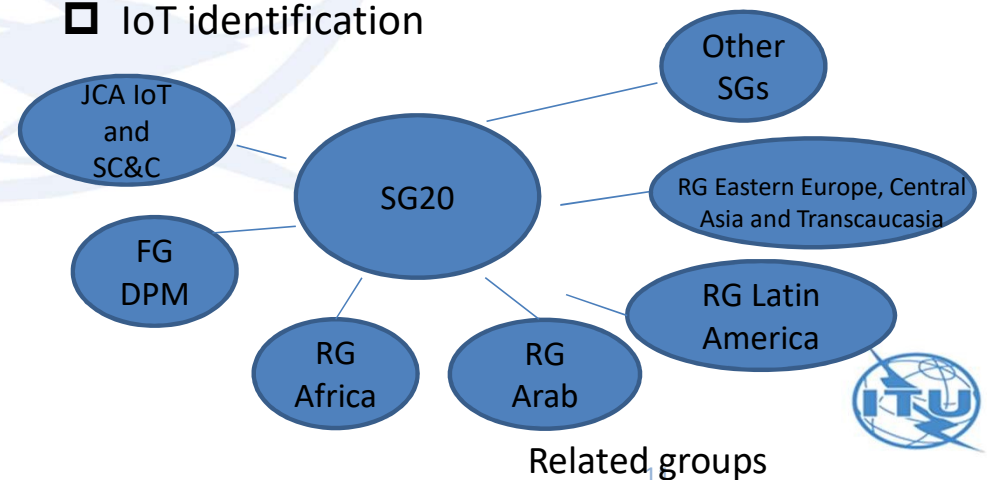 IoT identification
Other
SGs
JCA IoT
and
SC&C
SG20
RG Eastern Europe, Central
Asia and Transcaucasia
FG
DPM
RG Latin
America
RG
Africa
RG
Arab
ITU
Related groups